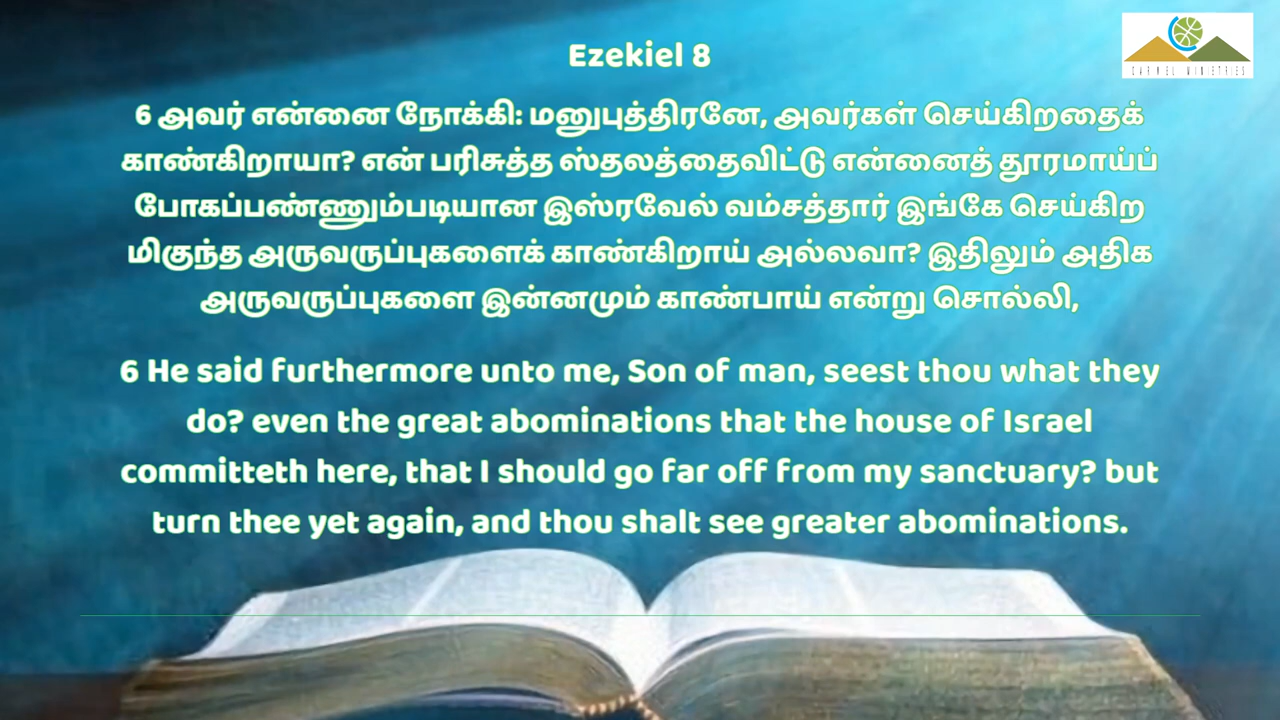 Ezekiel 8
CARMEL MINISTRIES
6 அவர் என்னை நோக்கி: மனுபுத்திரனே, அவர்கள் செய்கிறதைக்
காண்கிறாயா? என் பரிசுத்த ஸ்தலத்தைவிட்டு என்னைத் தூரமாய்ப்
போகப்பண்ணும்படியான இஸ்ரவேல் வம்சத்தார் இங்கே செய்கிற
மிகுந்த அருவருப்புகளைக் காண்கிறாய் அல்லவா? இதிலும் அதிக
அருவருப்புகளை இன்னமும் காண்பாய் என்று சொல்லி,
6 He said furthermore unto me, Son of man, seest thou what they
do? even the great abominations that the house of Israel
committeth here, that I should go far off from my sanctuary? but
turn thee yet again, and thou shalt see greater abominations.